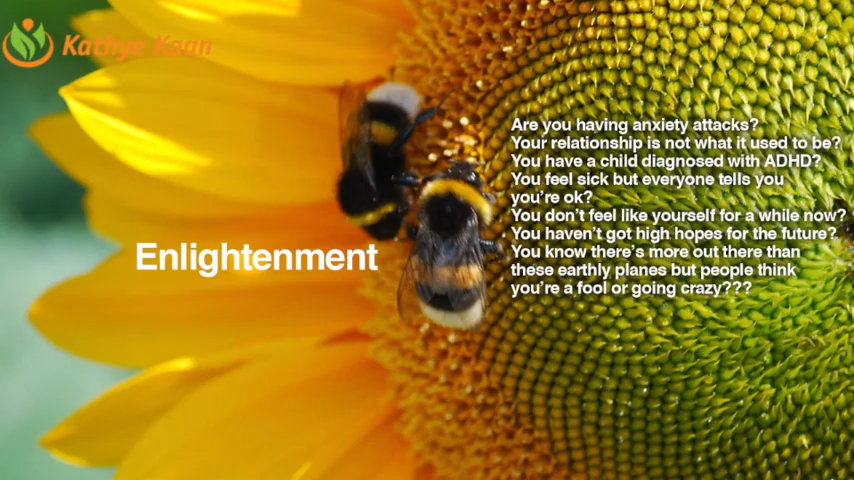 Kathye Kaan
Enlightenment
Are you having anxiety attacks?
Your relationship is not what it used to be?
You have a child diagnosed with ADHD?
You feel sick but everyone tells you
you're ok?
You don't feel like yourself for a while now?
You haven't got high hopes for the future?
You know there's more out there than
these earthly planes but people think
you're a fool or going crazy???